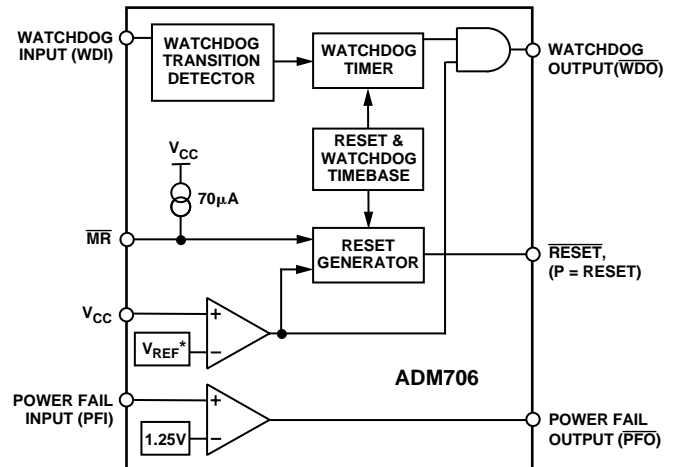 WATCHDOG
INPUT (WDI)
WATCHDOG
TRANSITION
DETECTOR
WATCHDOG
TIMER
WATCHDOG
OUTPUT(WDO)
RESET &
WATCHDOG
TIMEBASE
VCC
70μA
MR
RESET
GENERATOR
RESET,
(P = RESET)
VCC
+
−
VREF*
ADM706
POWER FAIL
INPUT (PFI)
+
−
1.25V
POWER FAIL
OUTPUT (PFO)